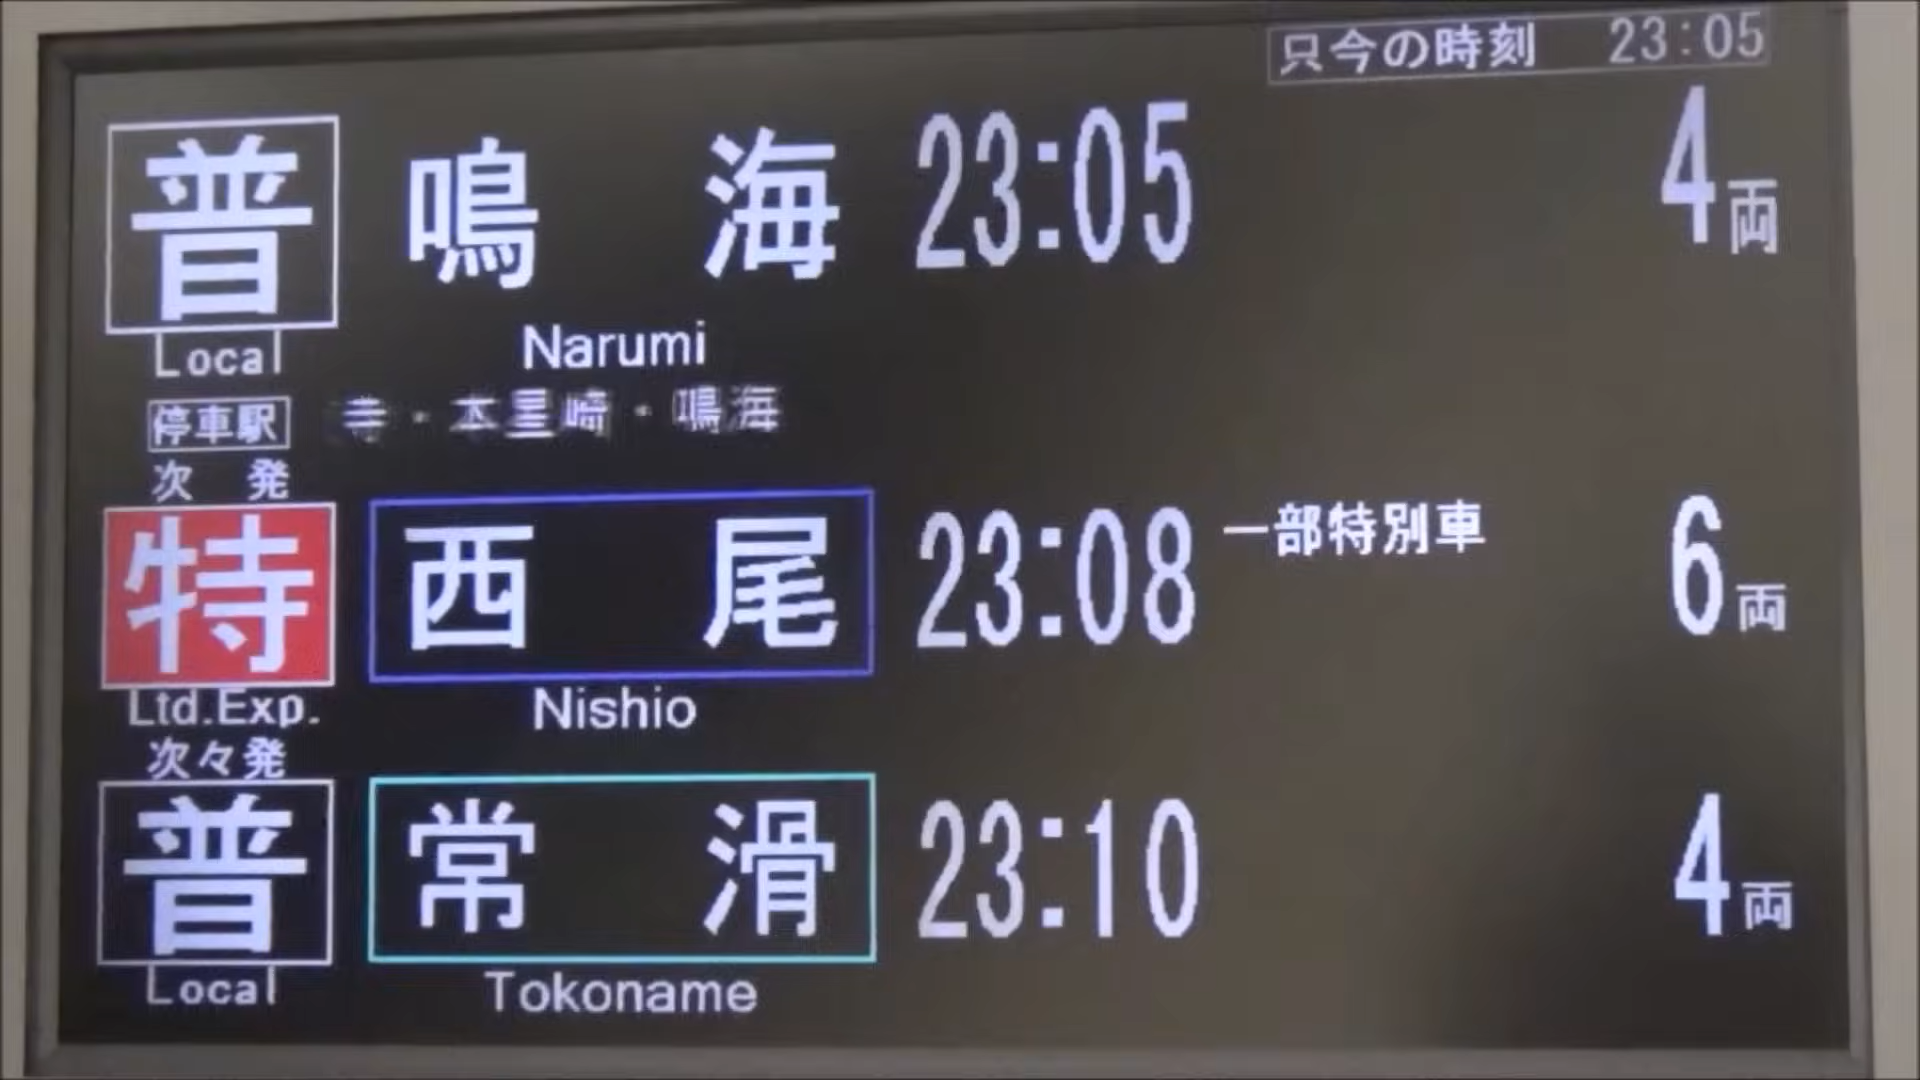 只今の時刻 23:05
普 鳴海 23:05 4両
Local Narumi
停車駅 寺・本星崎・鳴海
次発
特 西尾 23:08 一部特別車 6両
Ltd.Exp. Nishio
次々発
普 常滑 23:10 4両
Local Tokoname